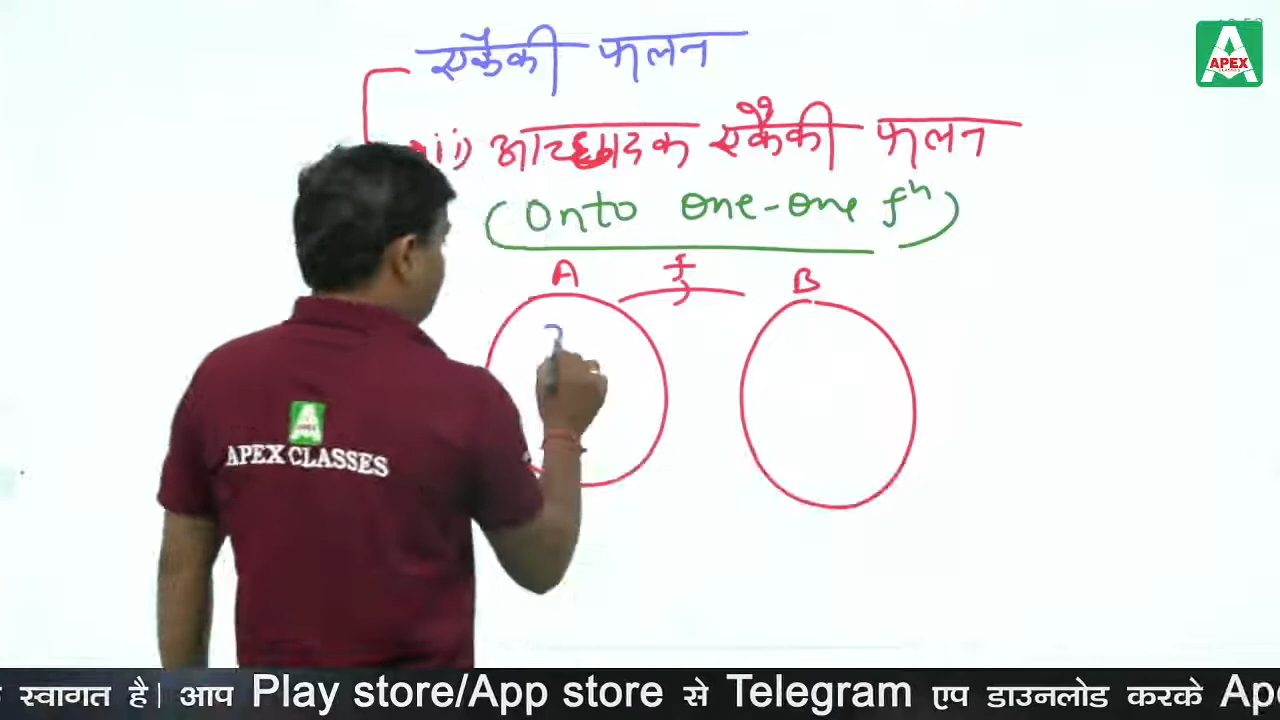 एकैकी फलन
ii) आच्छादक एकैकी फलन
(Onto one-one fⁿ)
A f B
APEX
CLASSES
APEX CLASSES
स्वागत है| आप Play store/App store से Telegram एप डाउनलोड करके